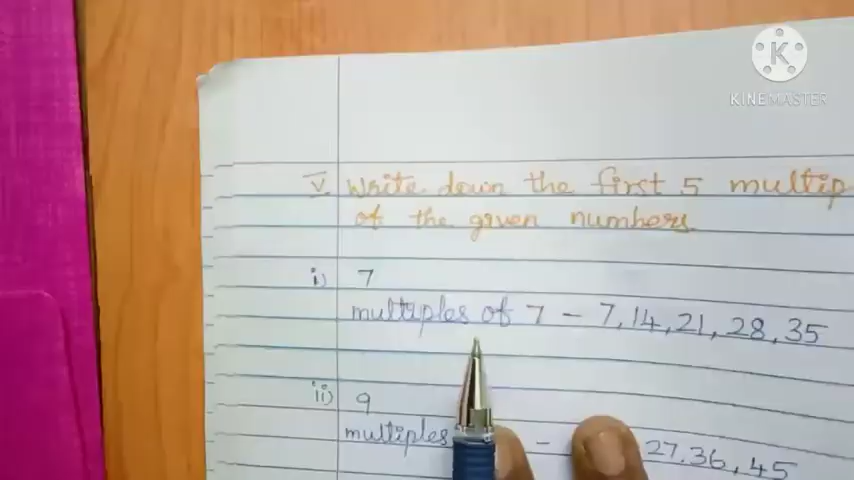 K
KINEMASTER
V. Write down the first 5 multip
of the given numbers
i) 7
multiples of 7 - 7, 14, 21, 28, 35
ii) 9
multiples - 27. 36, 45